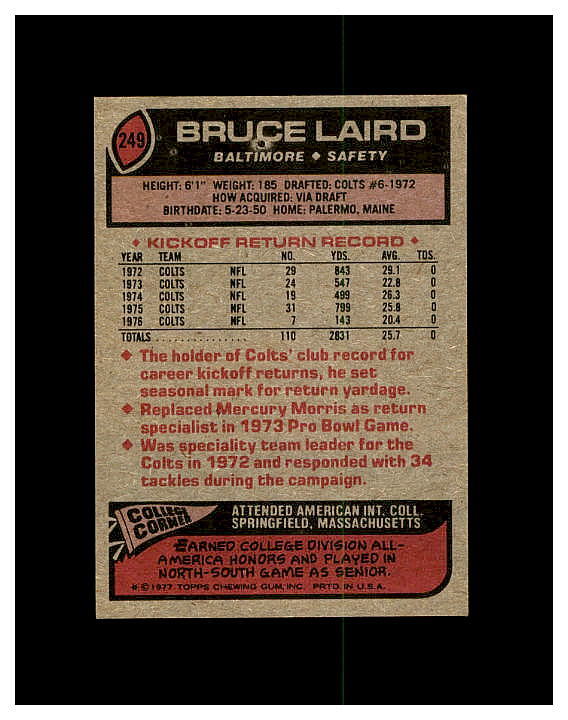 249
BRUCE LAIRD
BALTIMORE ◆ SAFETY
HEIGHT: 6'1" WEIGHT: 185 DRAFTED: COLTS #6-1972
HOW ACQUIRED: VIA DRAFT
BIRTHDATE: 5-23-50 HOME: PALERMO, MAINE
◆ KICKOFF RETURN RECORD ◆
YEAR TEAM NO. YDS. AVG. TDS.
1972 COLTS NFL 29 843 29.1 0
1973 COLTS NFL 24 547 22.8 0
1974 COLTS NFL 19 499 26.3 0
1975 COLTS NFL 31 799 25.8 0
1976 COLTS NFL 7 143 20.4 0
TOTALS ................ 110 2831 25.7 0
◆ The holder of Colts' club record for
career kickoff returns, he set
seasonal mark for return yardage.
◆ Replaced Mercury Morris as return
specialist in 1973 Pro Bowl Game.
◆ Was speciality team leader for the
Colts in 1972 and responded with 34
tackles during the campaign.
COLLEGE
CORNER
ATTENDED AMERICAN INT. COLL.
SPRINGFIELD, MASSACHUSETTS
EARNED COLLEGE DIVISION ALL-
AMERICA HONORS AND PLAYED IN
NORTH-SOUTH GAME AS SENIOR.
* © 1977 TOPPS CHEWING GUM, INC. PRTD. IN U.S.A.